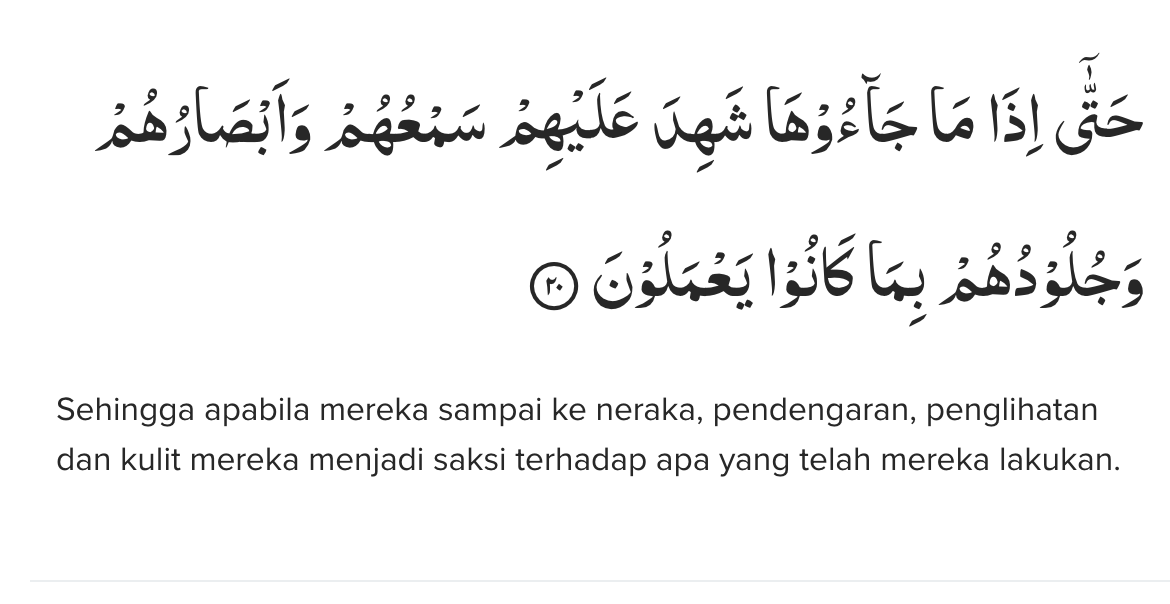 حَتّٰىٓ اِذَا مَا جَاۤءُوْهَا شَهِدَ عَلَيْهِمْ سَمْعُهُمْ وَاَبْصَارُهُمْ
وَجُلُوْدُهُمْ بِمَا كَانُوْا يَعْمَلُوْنَ ٢٠
Sehingga apabila mereka sampai ke neraka, pendengaran, penglihatan
dan kulit mereka menjadi saksi terhadap apa yang telah mereka lakukan.